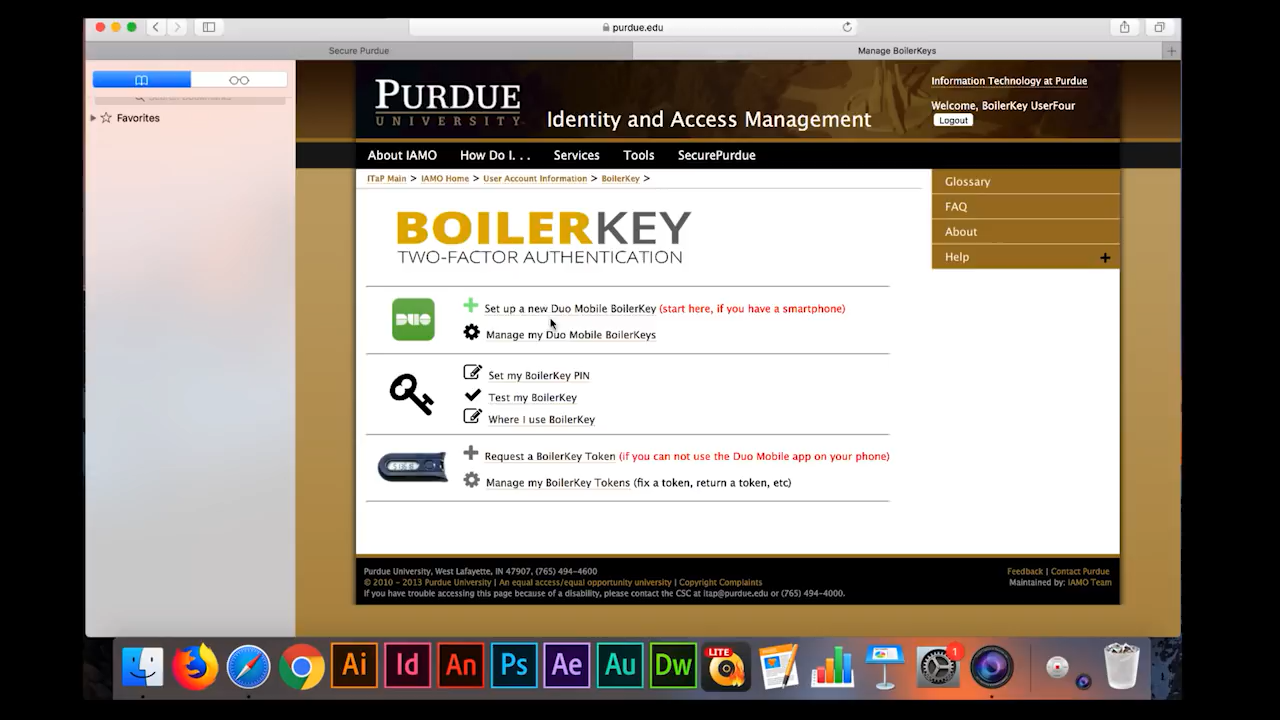 purdue.edu
Secure Purdue
Manage BoilerKeys
Favorites
PURDUE
UNIVERSITY
Identity and Access Management
Information Technology at Purdue
Welcome, BoilerKey UserFour
Logout
About IAMO How Do I. . . Services Tools SecurePurdue
ITaP Main > IAMO Home > User Account Information > BoilerKey >
Glossary
FAQ
About
Help +
BOILERKEY
TWO-FACTOR AUTHENTICATION
DUO
Set up a new Duo Mobile BoilerKey (start here, if you have a smartphone)
Manage my Duo Mobile BoilerKeys
Set my BoilerKey PIN
Test my BoilerKey
Where I use BoilerKey
Request a BoilerKey Token (if you can not use the Duo Mobile app on your phone)
Manage my BoilerKey Tokens (fix a token, return a token, etc)
Purdue University, West Lafayette, IN 47907, (765) 494-4600
© 2010 - 2013 Purdue University | An equal access/equal opportunity university | Copyright Complaints
If you have trouble accessing this page because of a disability, please contact the CSC at itap@purdue.edu or (765) 494-4000.
Feedback | Contact Purdue
Maintained by: IAMO Team
Ai Id An Ps Ae Au Dw LITE 1